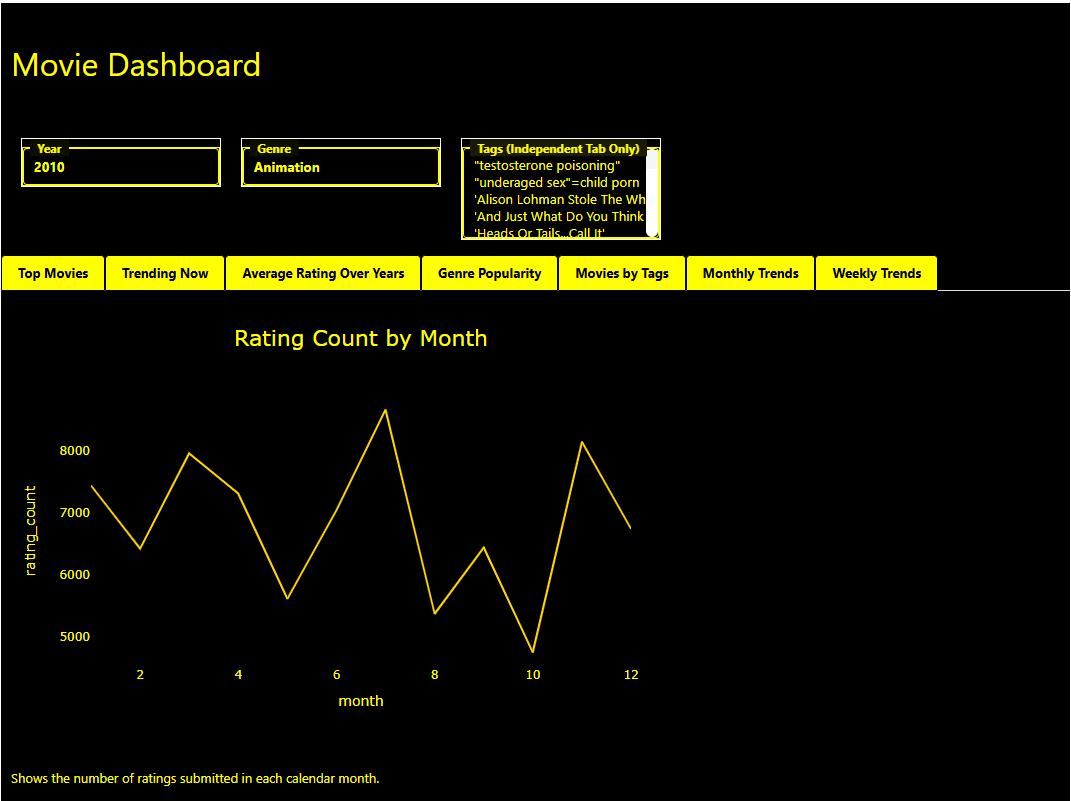 Movie Dashboard
Year
2010
Genre
Animation
Tags (Independent Tab Only)
"testosterone poisoning"
"underaged sex"=child porn
'Alison Lohman Stole The Wh
'And Just What Do You Think
'Heads Or Tails...Call It'
Top Movies
Trending Now
Average Rating Over Years
Genre Popularity
Movies by Tags
Monthly Trends
Weekly Trends
Rating Count by Month
8000
7000
6000
5000
rating_count
2 4 6 8 10 12
month
Shows the number of ratings submitted in each calendar month.